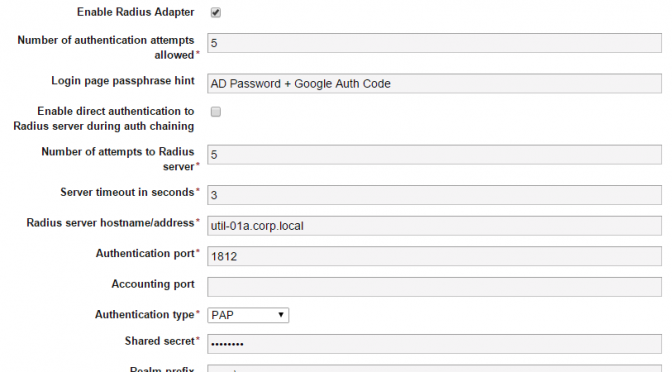 Enable Radius Adapter
Number of authentication attempts
allowed*
5
Login page passphrase hint
AD Password + Google Auth Code
Enable direct authentication to
Radius server during auth chaining
Number of attempts to Radius
server*
5
Server timeout in seconds*
3
Radius server hostname/address*
util-01a.corp.local
Authentication port*
1812
Accounting port
Authentication type*
PAP
Shared secret*
••••••••
Realm prefix